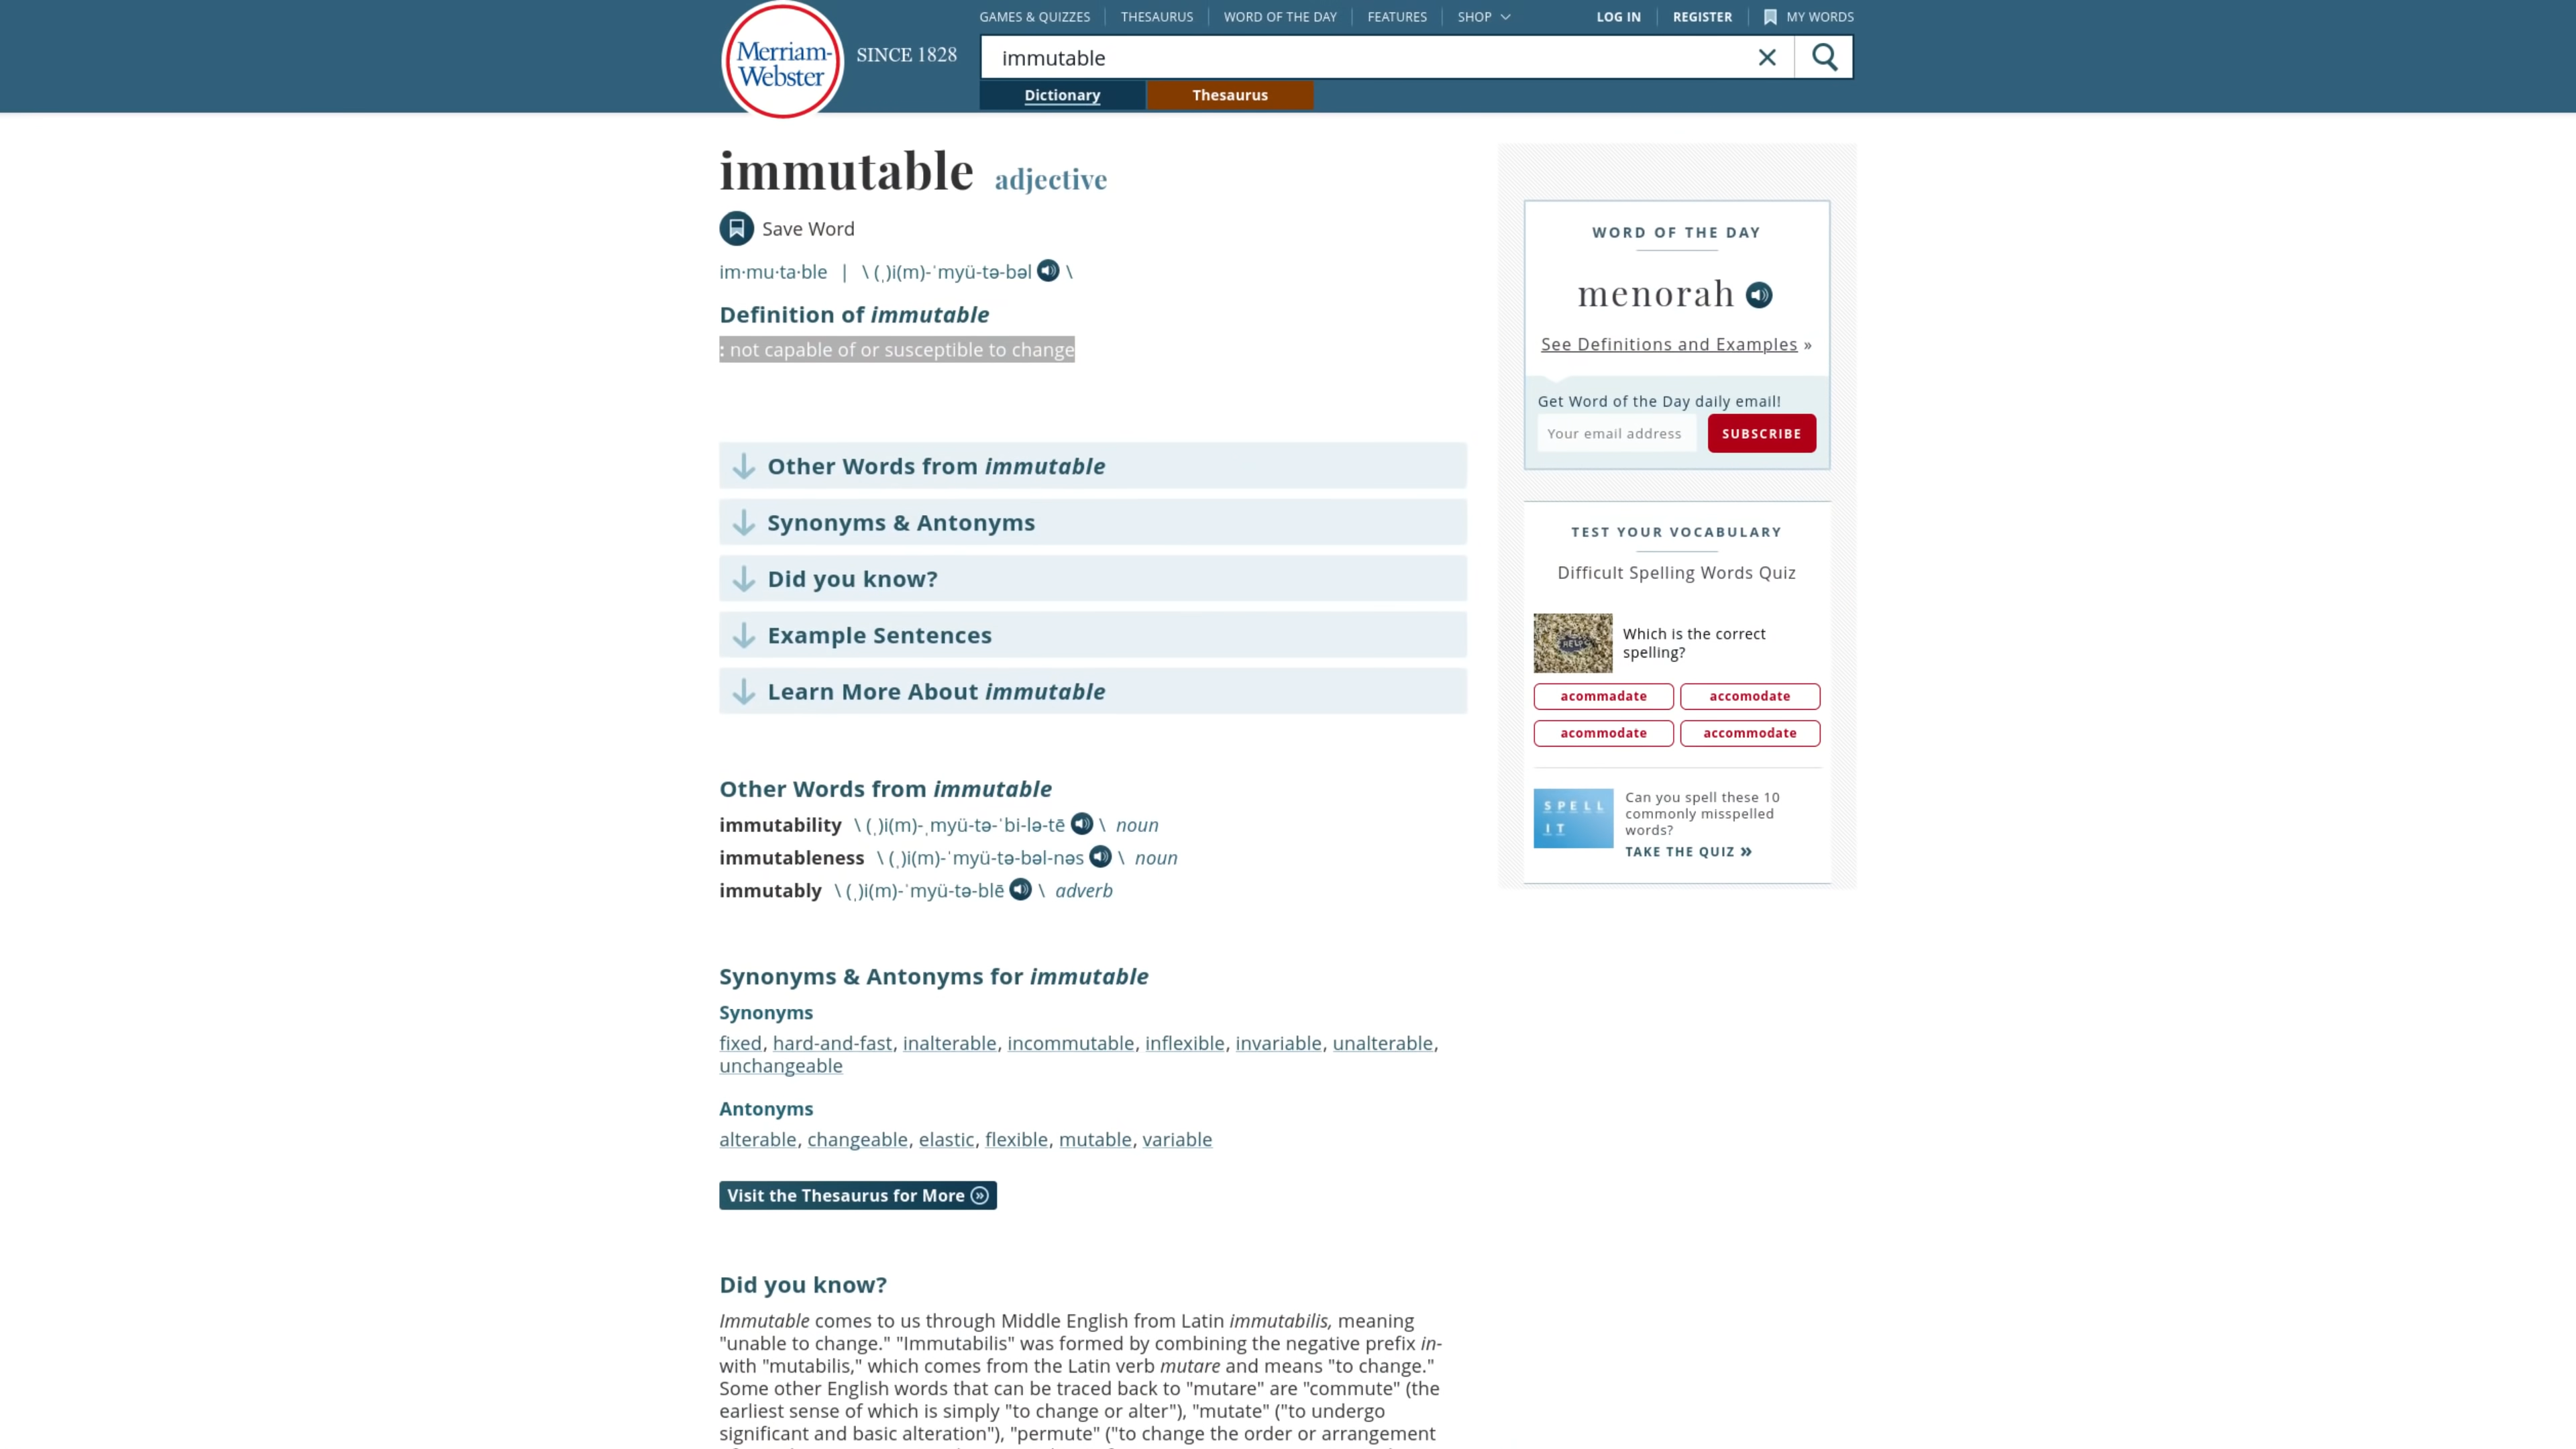 GAMES & QUIZZES
THESAURUS
WORD OF THE DAY
FEATURES
SHOP
LOG IN
REGISTER
MY WORDS
Merriam-
Webster
SINCE 1828
immutable
Dictionary
Thesaurus
immutable adjective
Save Word
im·mu·ta·ble | \ (ˌ)i(m)-ˈmyü-tə-bəl \
Definition of immutable
: not capable of or susceptible to change
Other Words from immutable
Synonyms & Antonyms
Did you know?
Example Sentences
Learn More About immutable
Other Words from immutable
immutability \ (ˌ)i(m)-ˌmyü-tə-ˈbi-lə-tē \ noun
immutableness \ (ˌ)i(m)-ˈmyü-tə-bəl-nəs \ noun
immutably \ (ˌ)i(m)-ˈmyü-tə-blē \ adverb
Synonyms & Antonyms for immutable
Synonyms
fixed, hard-and-fast, inalterable, incommutable, inflexible, invariable, unalterable,
unchangeable
Antonyms
alterable, changeable, elastic, flexible, mutable, variable
Visit the Thesaurus for More
Did you know?
Immutable comes to us through Middle English from Latin immutabilis, meaning
"unable to change." "Immutabilis" was formed by combining the negative prefix in-
with "mutabilis," which comes from the Latin verb mutare and means "to change."
Some other English words that can be traced back to "mutare" are "commute" (the
earliest sense of which is simply "to change or alter"), "mutate" ("to undergo
significant and basic alteration"), "permute" ("to change the order or arrangement
WORD OF THE DAY
menorah
See Definitions and Examples »
Get Word of the Day daily email!
Your email address
SUBSCRIBE
TEST YOUR VOCABULARY
Difficult Spelling Words Quiz
Which is the correct
spelling?
acommadate
accomodate
acommodate
accommodate
SPELL
IT
Can you spell these 10
commonly misspelled
words?
TAKE THE QUIZ »